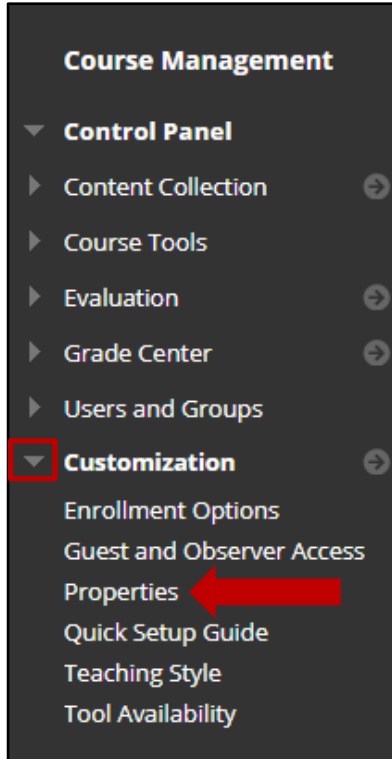 Course Management
Control Panel
Content Collection
Course Tools
Evaluation
Grade Center
Users and Groups
Customization
Enrollment Options
Guest and Observer Access
Properties
Quick Setup Guide
Teaching Style
Tool Availability